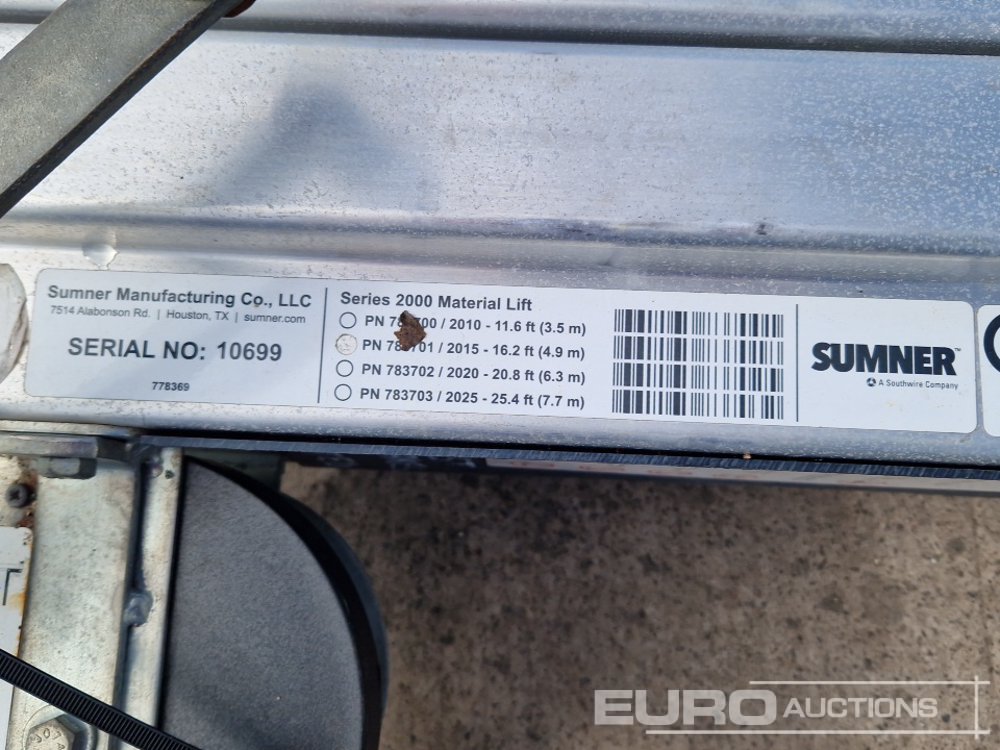 Sumner Manufacturing Co., LLC
7514 Alabonson Rd. | Houston, TX | sumner.com
SERIAL NO: 10699
778369
Series 2000 Material Lift
PN / 2010 - 11.6 ft (3.5 m)
PN / 2015 - 16.2 ft (4.9 m)
PN 783702 / 2020 - 20.8 ft (6.3 m)
PN 783703 / 2025 - 25.4 ft (7.7 m)
SUMNER™
A Southwire Company
EURO AUCTIONS